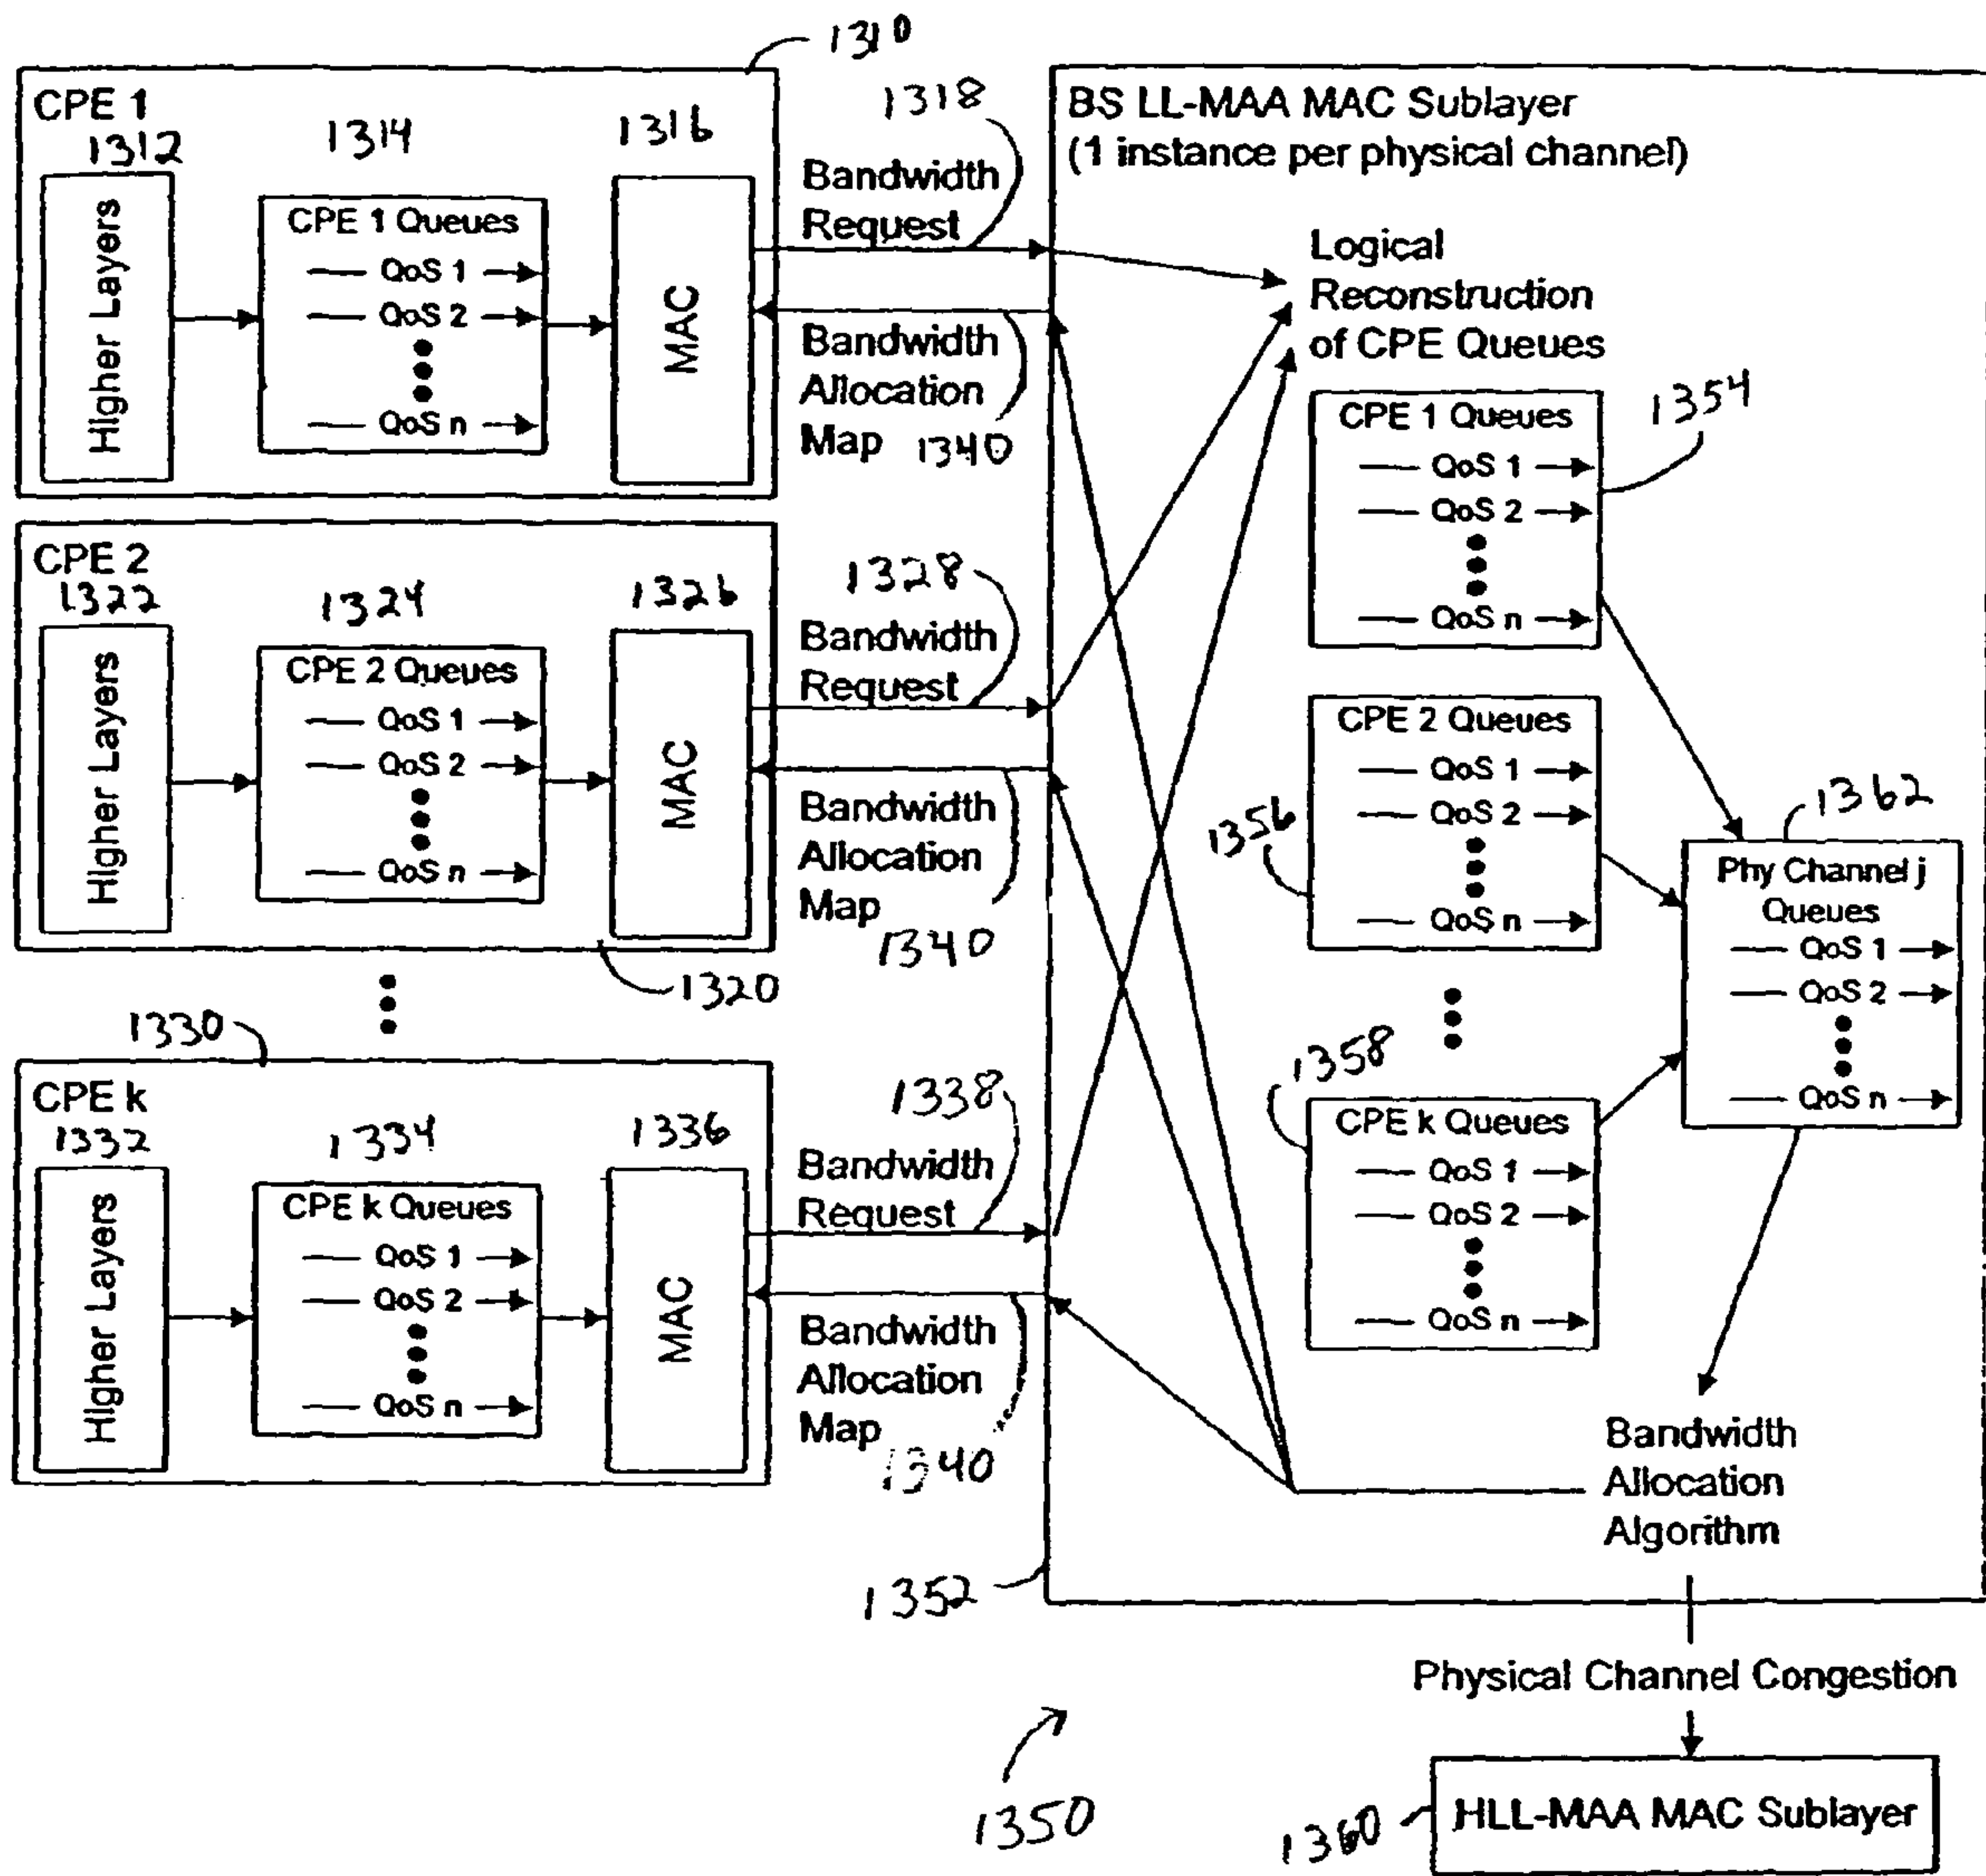 1310
CPE 1
1312
1314
1316
Higher Layers
CPE 1 Queues
QoS 1
QoS 2
QoS n
MAC
1318
Bandwidth
Request
Bandwidth
Allocation
Map 1340
CPE 2
1322
1324
1326
Higher Layers
CPE 2 Queues
QoS 1
QoS 2
QoS n
MAC
1320
1328
Bandwidth
Request
Bandwidth
Allocation
Map
1340
1330
CPE k
1332
1334
1336
Higher Layers
CPE k Queues
QoS 1
QoS 2
QoS n
MAC
1338
Bandwidth
Request
Bandwidth
Allocation
Map
1340
BS LL-MAA MAC Sublayer
(1 instance per physical channel)
Logical
Reconstruction
of CPE Queues
1354
CPE 1 Queues
QoS 1
QoS 2
QoS n
1356
CPE 2 Queues
QoS 1
QoS 2
QoS n
1358
CPE k Queues
QoS 1
QoS 2
QoS n
1362
Phy Channel j
Queues
QoS 1
QoS 2
QoS n
Bandwidth
Allocation
Algorithm
1352
Physical Channel Congestion
1350
1360
HLL-MAA MAC Sublayer